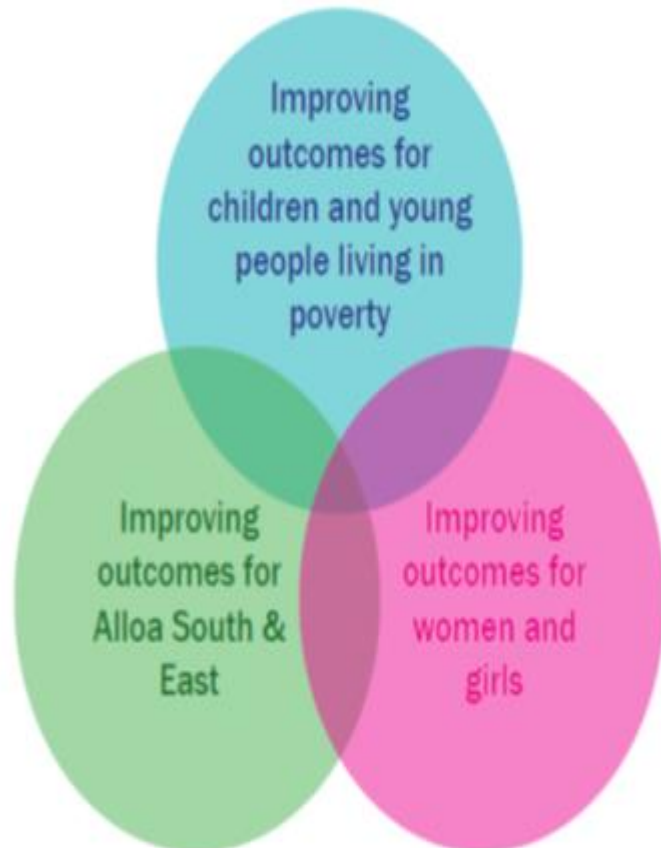 Improving
outcomes for
children and young
people living in
poverty
Improving
outcomes for
Alloa South &
East
Improving
outcomes for
women and
girls